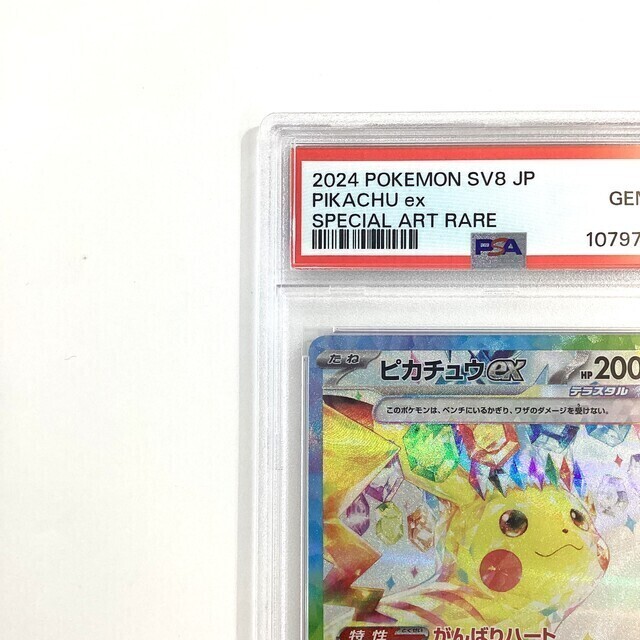 2024 POKEMON SV8 JP
PIKACHU ex GEN
SPECIAL ART RARE
PSA 10797
たね ピカチュウex HP 200
テラスタル
このポケモンは、ベンチにいるかぎり、ワザのダメージを受けない。
特性 がんばりハート